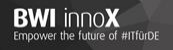 BWI innoX
Empower the future of #ITfürDE